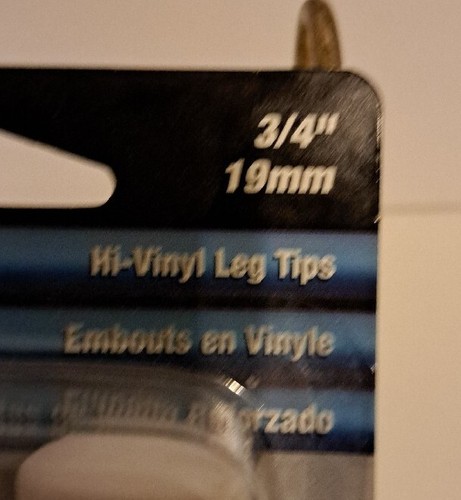 3/4"
19mm
Hi-Vinyl Leg Tips
Embouts en Vinyle